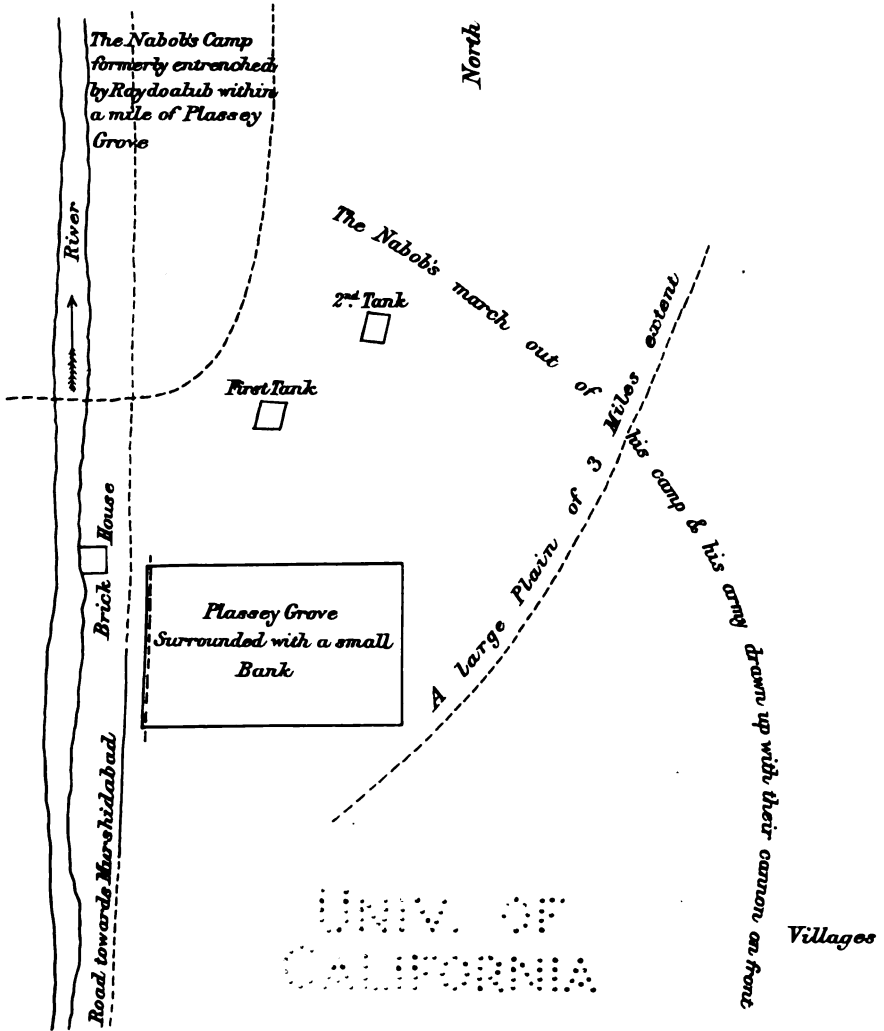 The Nabob's Camp
formerly entrenched
by Roydoalub within
a mile of Plassey
Grove
North
River
The Nabob's march out of his camp & his army drawn up with their cannon on front
2nd. Tank
First Tank
A large Plain of 3 Miles extent
Brick House
Plassey Grove
Surrounded with a small
Bank
Road towards Murshidabad
Villages
UNIV. OF
CALIFORNIA